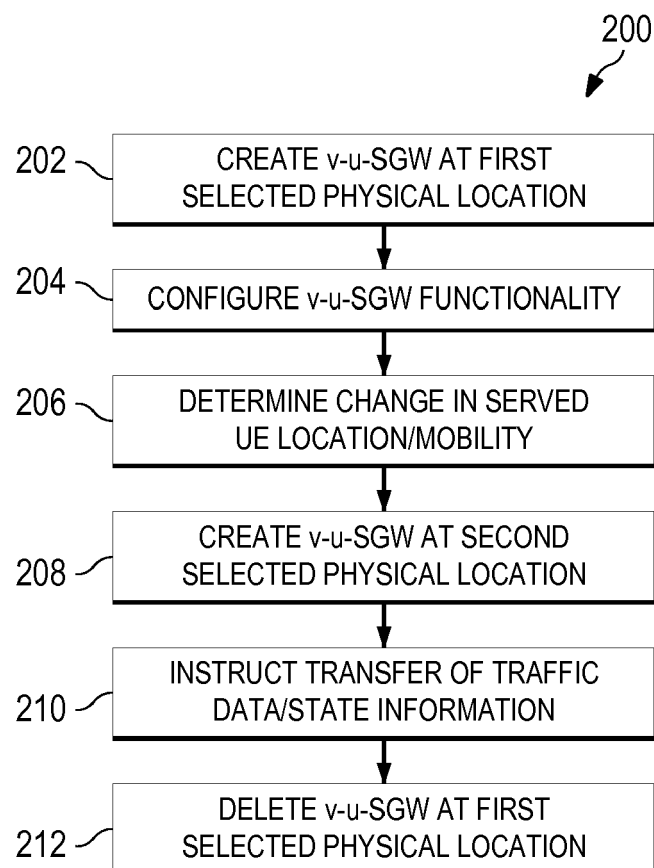 200
202
CREATE v-u-SGW AT FIRST
SELECTED PHYSICAL LOCATION
204
CONFIGURE v-u-SGW FUNCTIONALITY
206
DETERMINE CHANGE IN SERVED
UE LOCATION/MOBILITY
208
CREATE v-u-SGW AT SECOND
SELECTED PHYSICAL LOCATION
210
INSTRUCT TRANSFER OF TRAFFIC
DATA/STATE INFORMATION
212
DELETE v-u-SGW AT FIRST
SELECTED PHYSICAL LOCATION